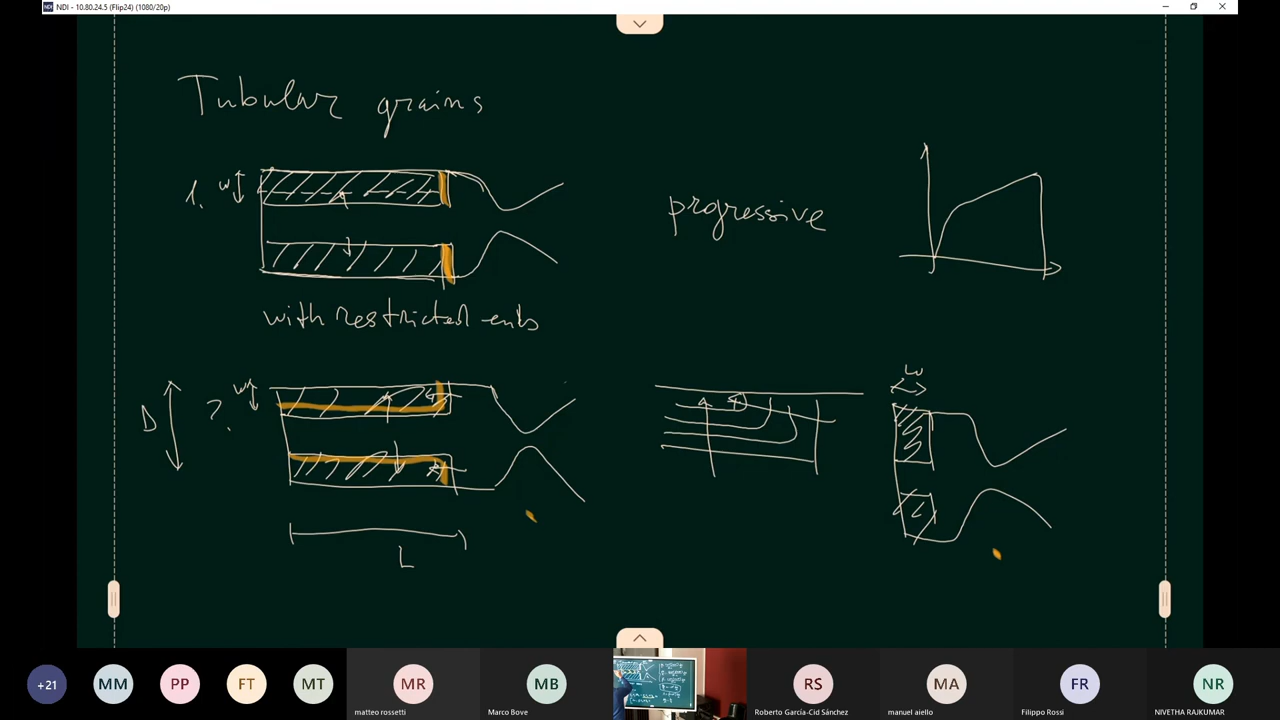 NDI - 10.80.24.5 (Flip24) (1080/20p)
Tubular grains
1. w
progressive
with restricted ends
D ? w
w
L
+21 MM PP FT MT MR MB RS MA FR NR
matteo rossetti Marco Bove Roberto García-Cid Sánchez manuel aiello Filippo Rossi NIVETHA RAJKUMAR